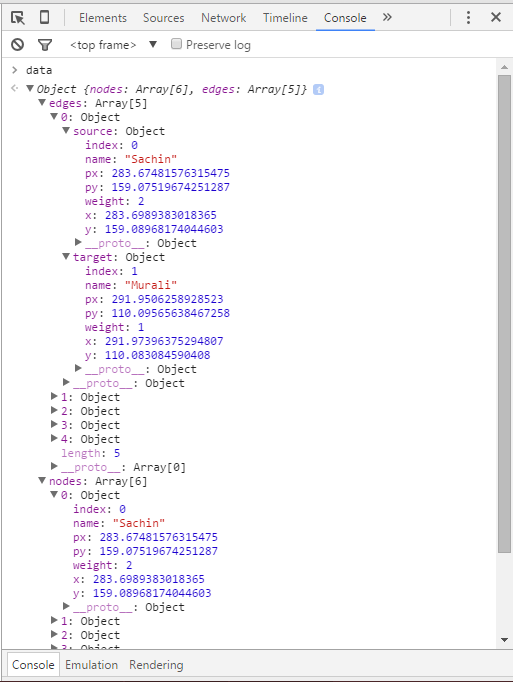 Elements Sources Network Timeline Console »
<top frame> ▼ Preserve log
> data
▼Object {nodes: Array[6], edges: Array[5]} i
▼edges: Array[5]
▼0: Object
▼source: Object
index: 0
name: "Sachin"
px: 283.67481576315475
py: 159.07519674251287
weight: 2
x: 283.6989383018365
y: 159.08968174044603
▶__proto__: Object
▼target: Object
index: 1
name: "Murali"
px: 291.9506258928523
py: 110.09565638467258
weight: 1
x: 291.97396375294807
y: 110.083084590408
▶__proto__: Object
▶__proto__: Object
▶1: Object
▶2: Object
▶3: Object
▶4: Object
length: 5
▶__proto__: Array[0]
▼nodes: Array[6]
▼0: Object
index: 0
name: "Sachin"
px: 283.67481576315475
py: 159.07519674251287
weight: 2
x: 283.6989383018365
y: 159.08968174044603
▶__proto__: Object
▶1: Object
▶2: Object
▶3: Object
Console Emulation Rendering